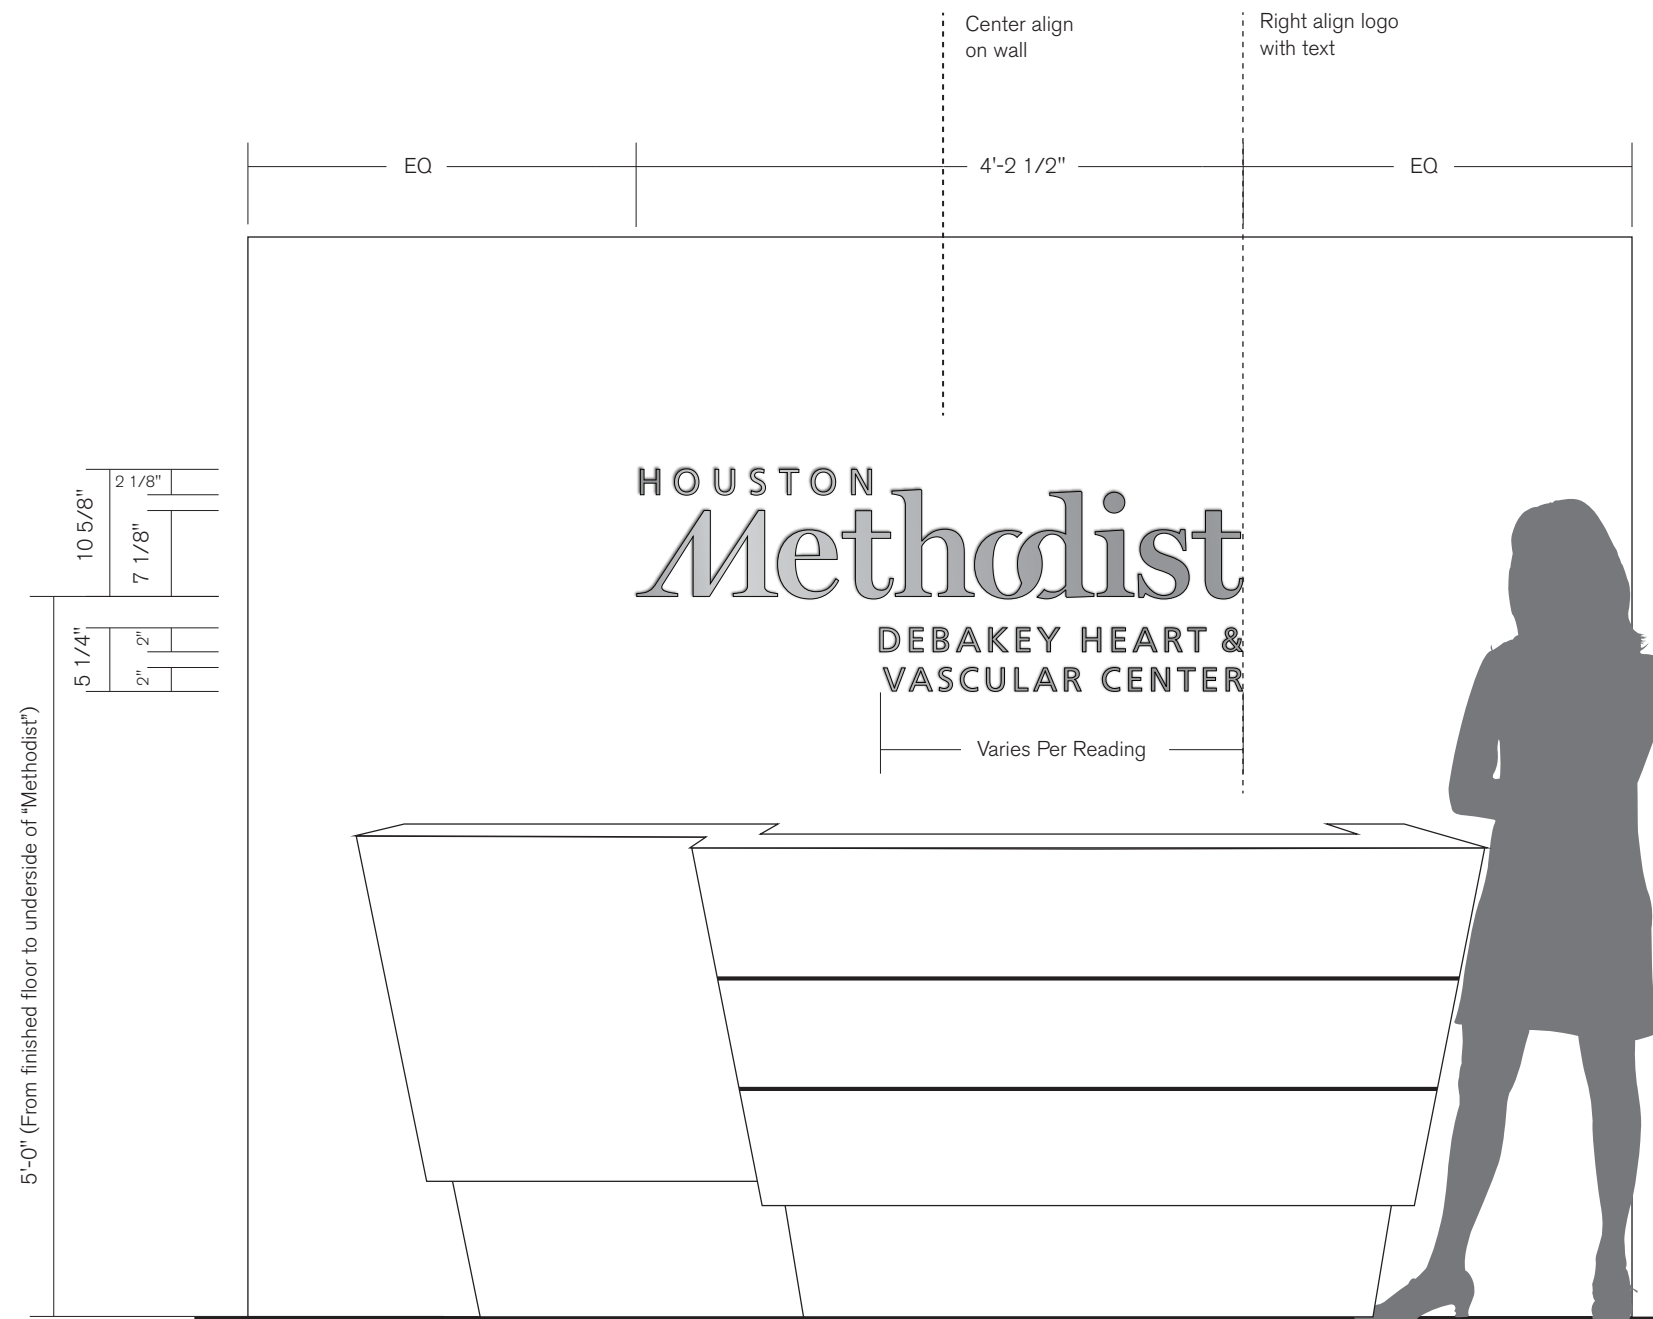 Center align
on wall
Right align logo
with text
EQ
4'-2 1/2"
EQ
HOUSTON
Methodist
DEBAKEY HEART &
VASCULAR CENTER
Varies Per Reading
10 5/8"
2 1/8"
7 1/8"
5 1/4"
2"
2"
5'-0" (From finished floor to underside of "Methodist")